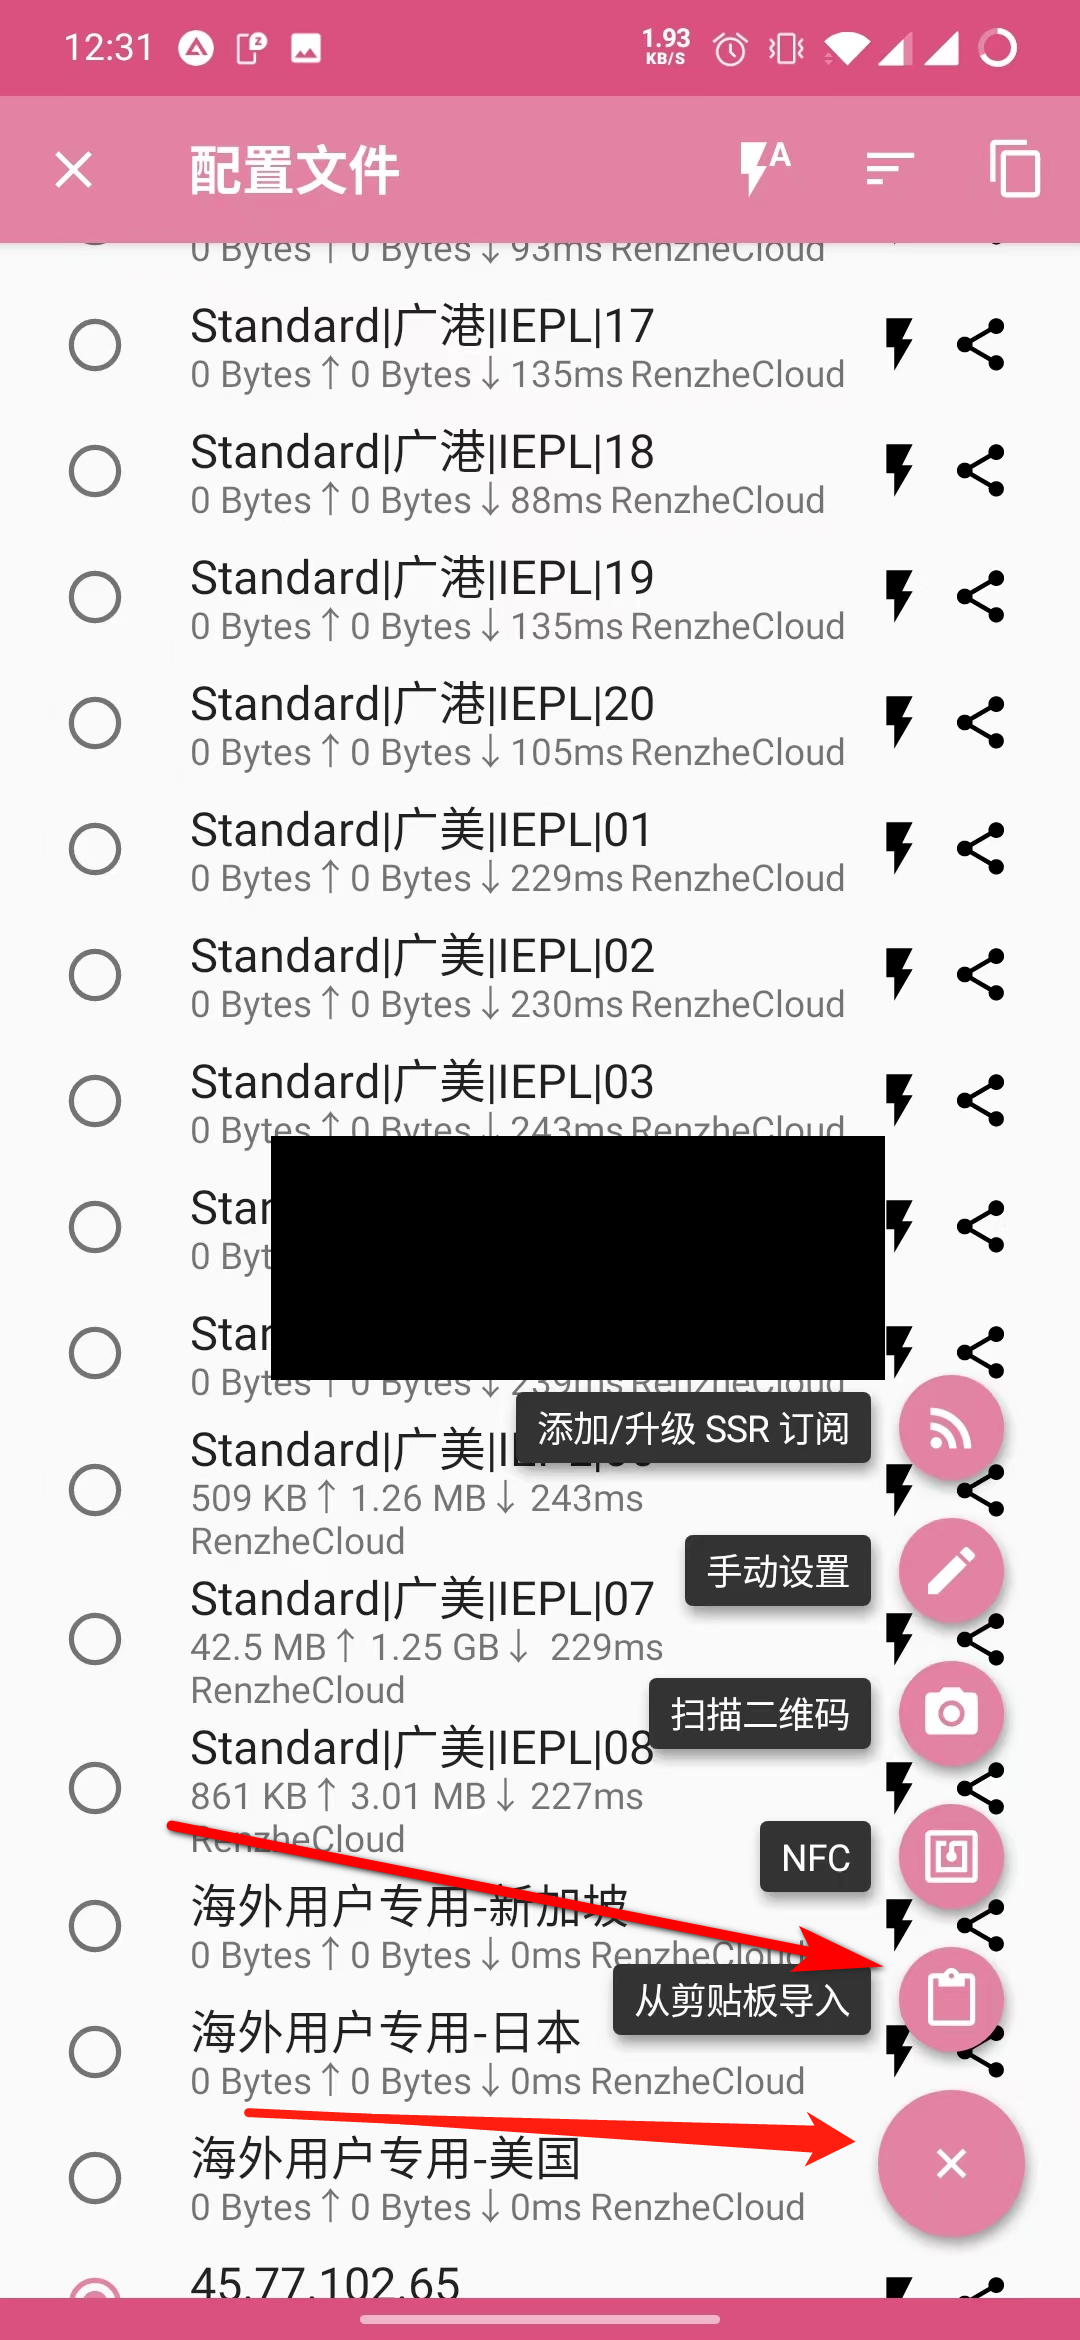 12:31
1.93
KB/S
配置文件
A
0 Bytes↑0 Bytes↓93ms RenzheCloud
Standard|广港|IEPL|17
0 Bytes↑0 Bytes↓135ms RenzheCloud
Standard|广港|IEPL|18
0 Bytes↑0 Bytes↓88ms RenzheCloud
Standard|广港|IEPL|19
0 Bytes↑0 Bytes↓135ms RenzheCloud
Standard|广港|IEPL|20
0 Bytes↑0 Bytes↓105ms RenzheCloud
Standard|广美|IEPL|01
0 Bytes↑0 Bytes↓229ms RenzheCloud
Standard|广美|IEPL|02
0 Bytes↑0 Bytes↓230ms RenzheCloud
Standard|广美|IEPL|03
0 Bytes↑0 Bytes↓243ms RenzheCloud
Stan
0 Byt
Stan
0 Bytes↑0 Bytes↓239ms RenzheCloud
添加/升级 SSR 订阅
Standard|广美|IEPL|06
509 KB↑ 1.26 MB↓ 243ms
RenzheCloud
手动设置
Standard|广美|IEPL|07
42.5 MB↑ 1.25 GB↓ 229ms
RenzheCloud
扫描二维码
Standard|广美|IEPL|08
861 KB↑ 3.01 MB↓ 227ms
RenzheCloud
NFC
海外用户专用-新加坡
0 Bytes↑0 Bytes↓0ms RenzheCloud
从剪贴板导入
海外用户专用-日本
0 Bytes↑0 Bytes↓0ms RenzheCloud
海外用户专用-美国
0 Bytes↑0 Bytes↓0ms RenzheCloud
45.77.102.65